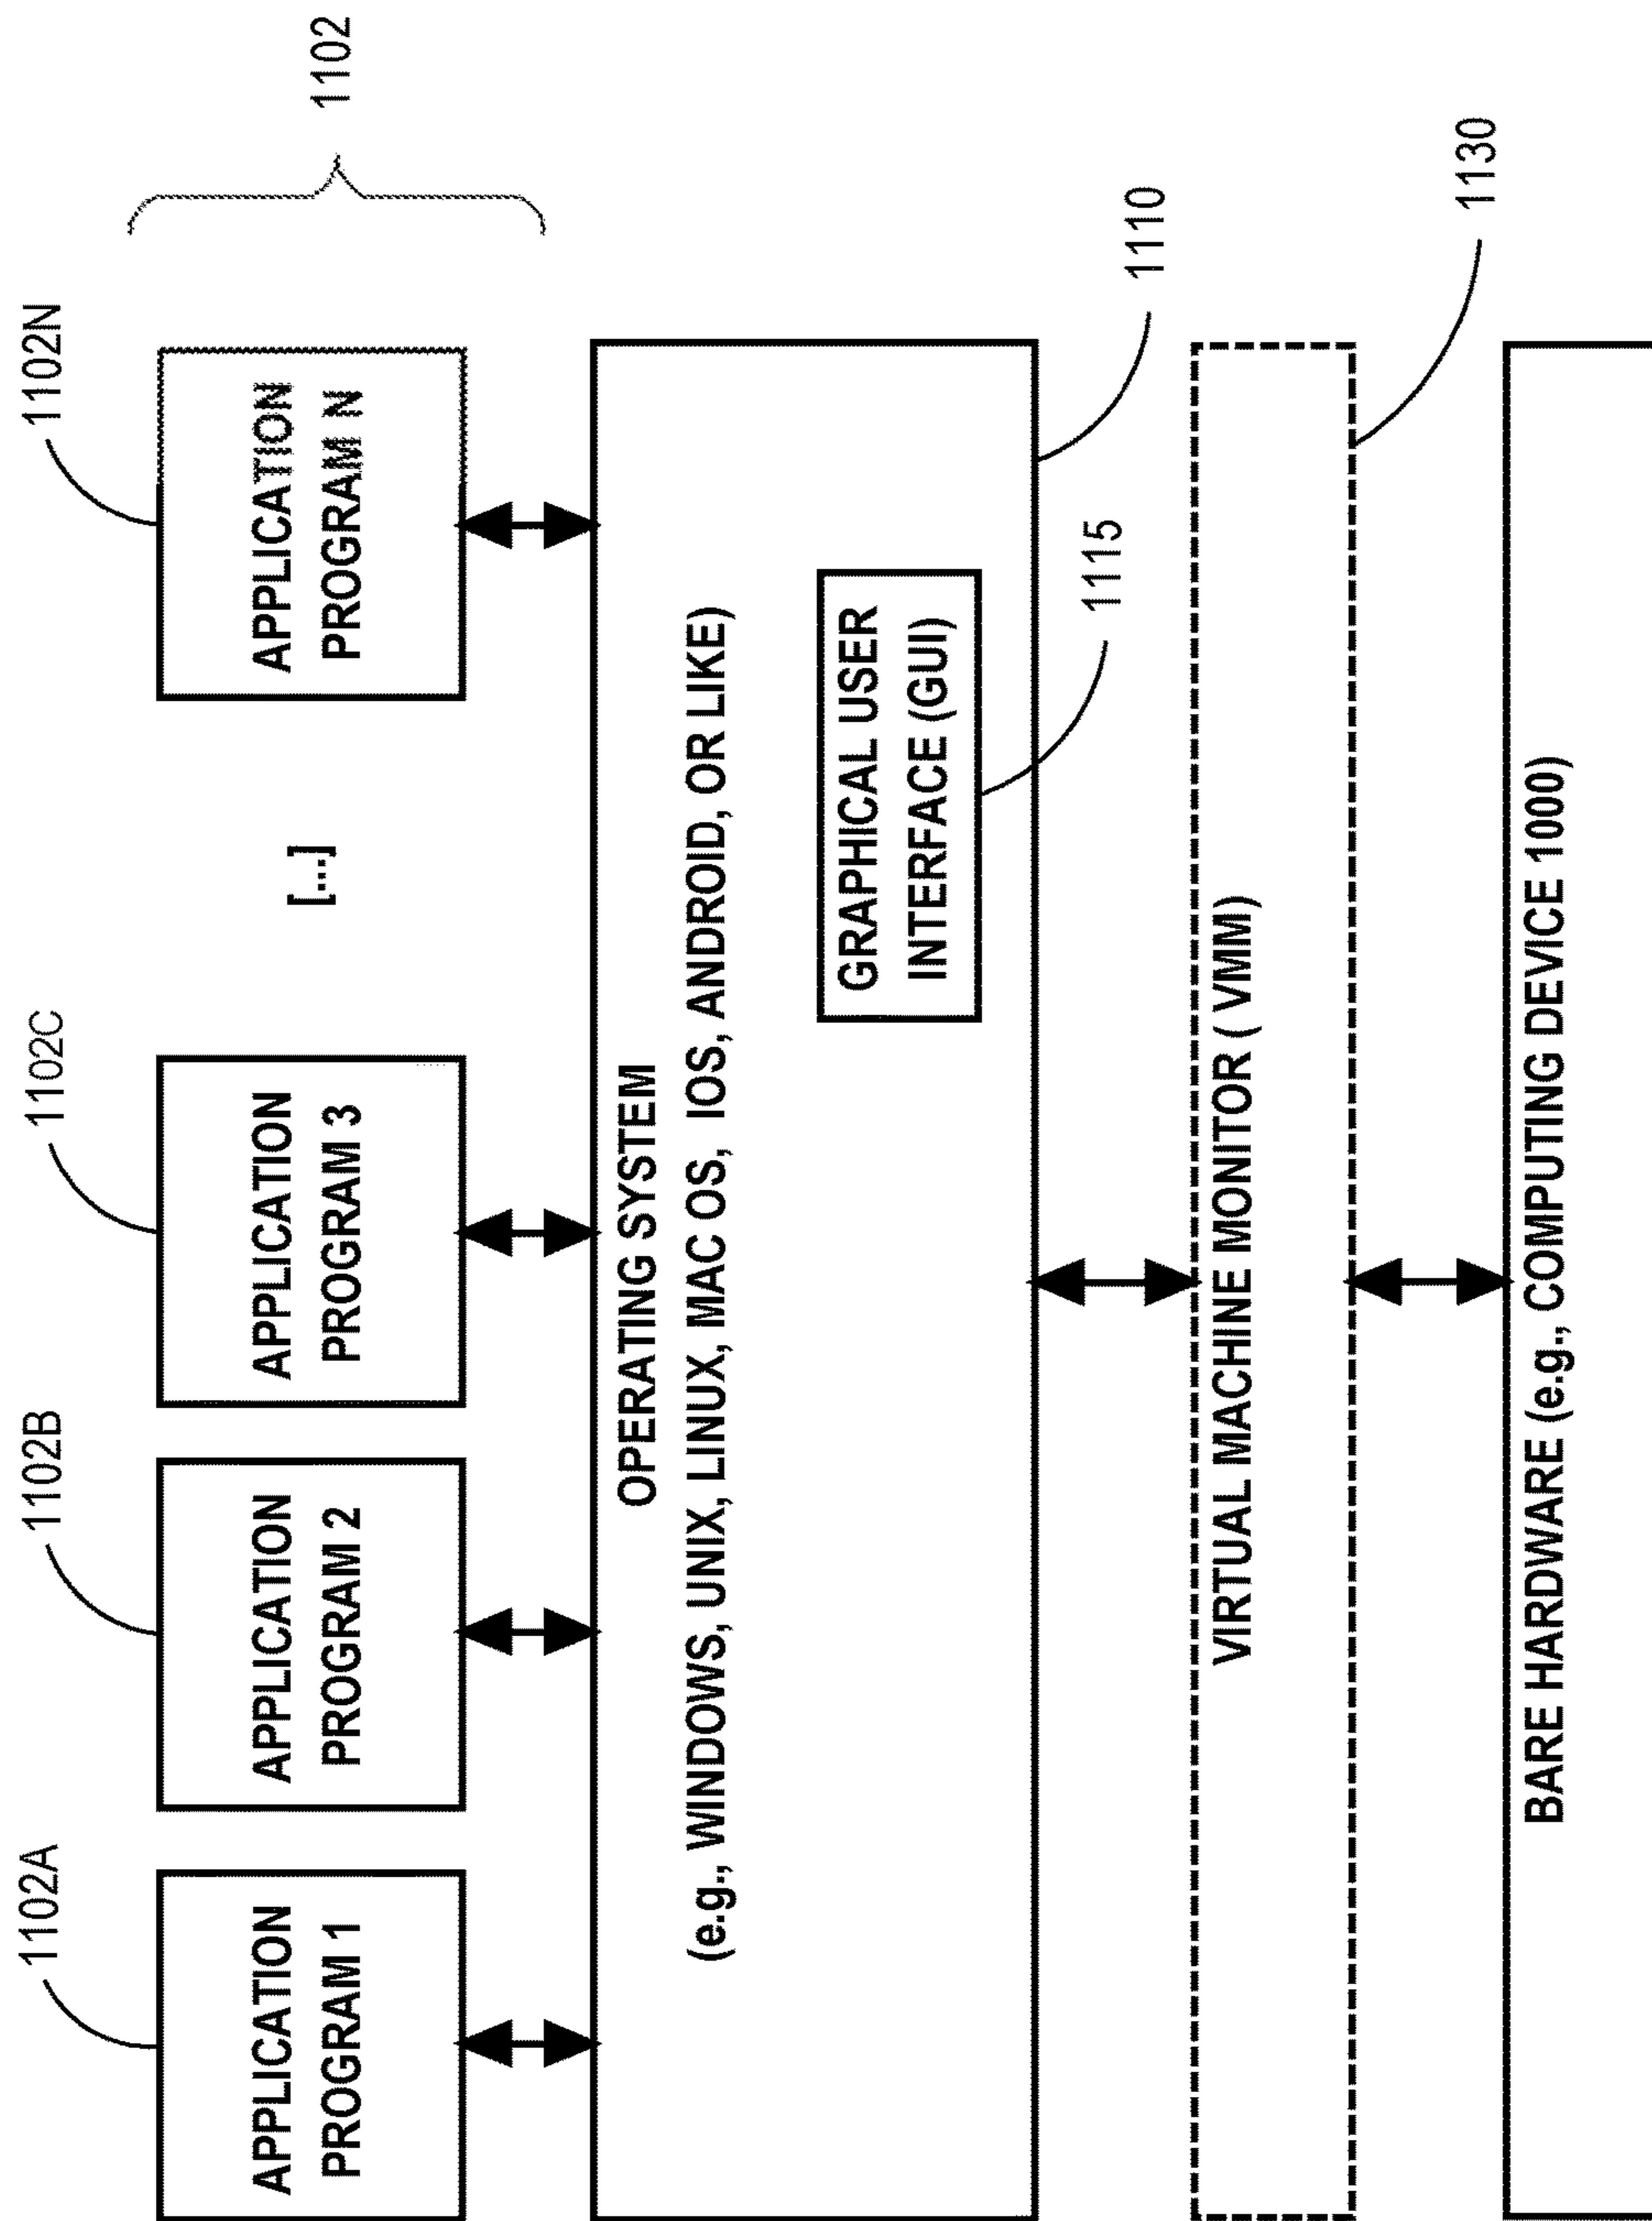 1102A
1102B
1102C
1102N
APPLICATION
PROGRAM 1
APPLICATION
PROGRAM 2
APPLICATION
PROGRAM 3
[...]
APPLICATION
PROGRAM N
1102
OPERATING SYSTEM
(e.g., WINDOWS, UNIX, LINUX, MAC OS, IOS, ANDROID, OR LIKE)
GRAPHICAL USER
INTERFACE (GUI)
1115
1110
VIRTUAL MACHINE MONITOR ( VMM)
1130
BARE HARDWARE (e.g., COMPUTING DEVICE 1000)